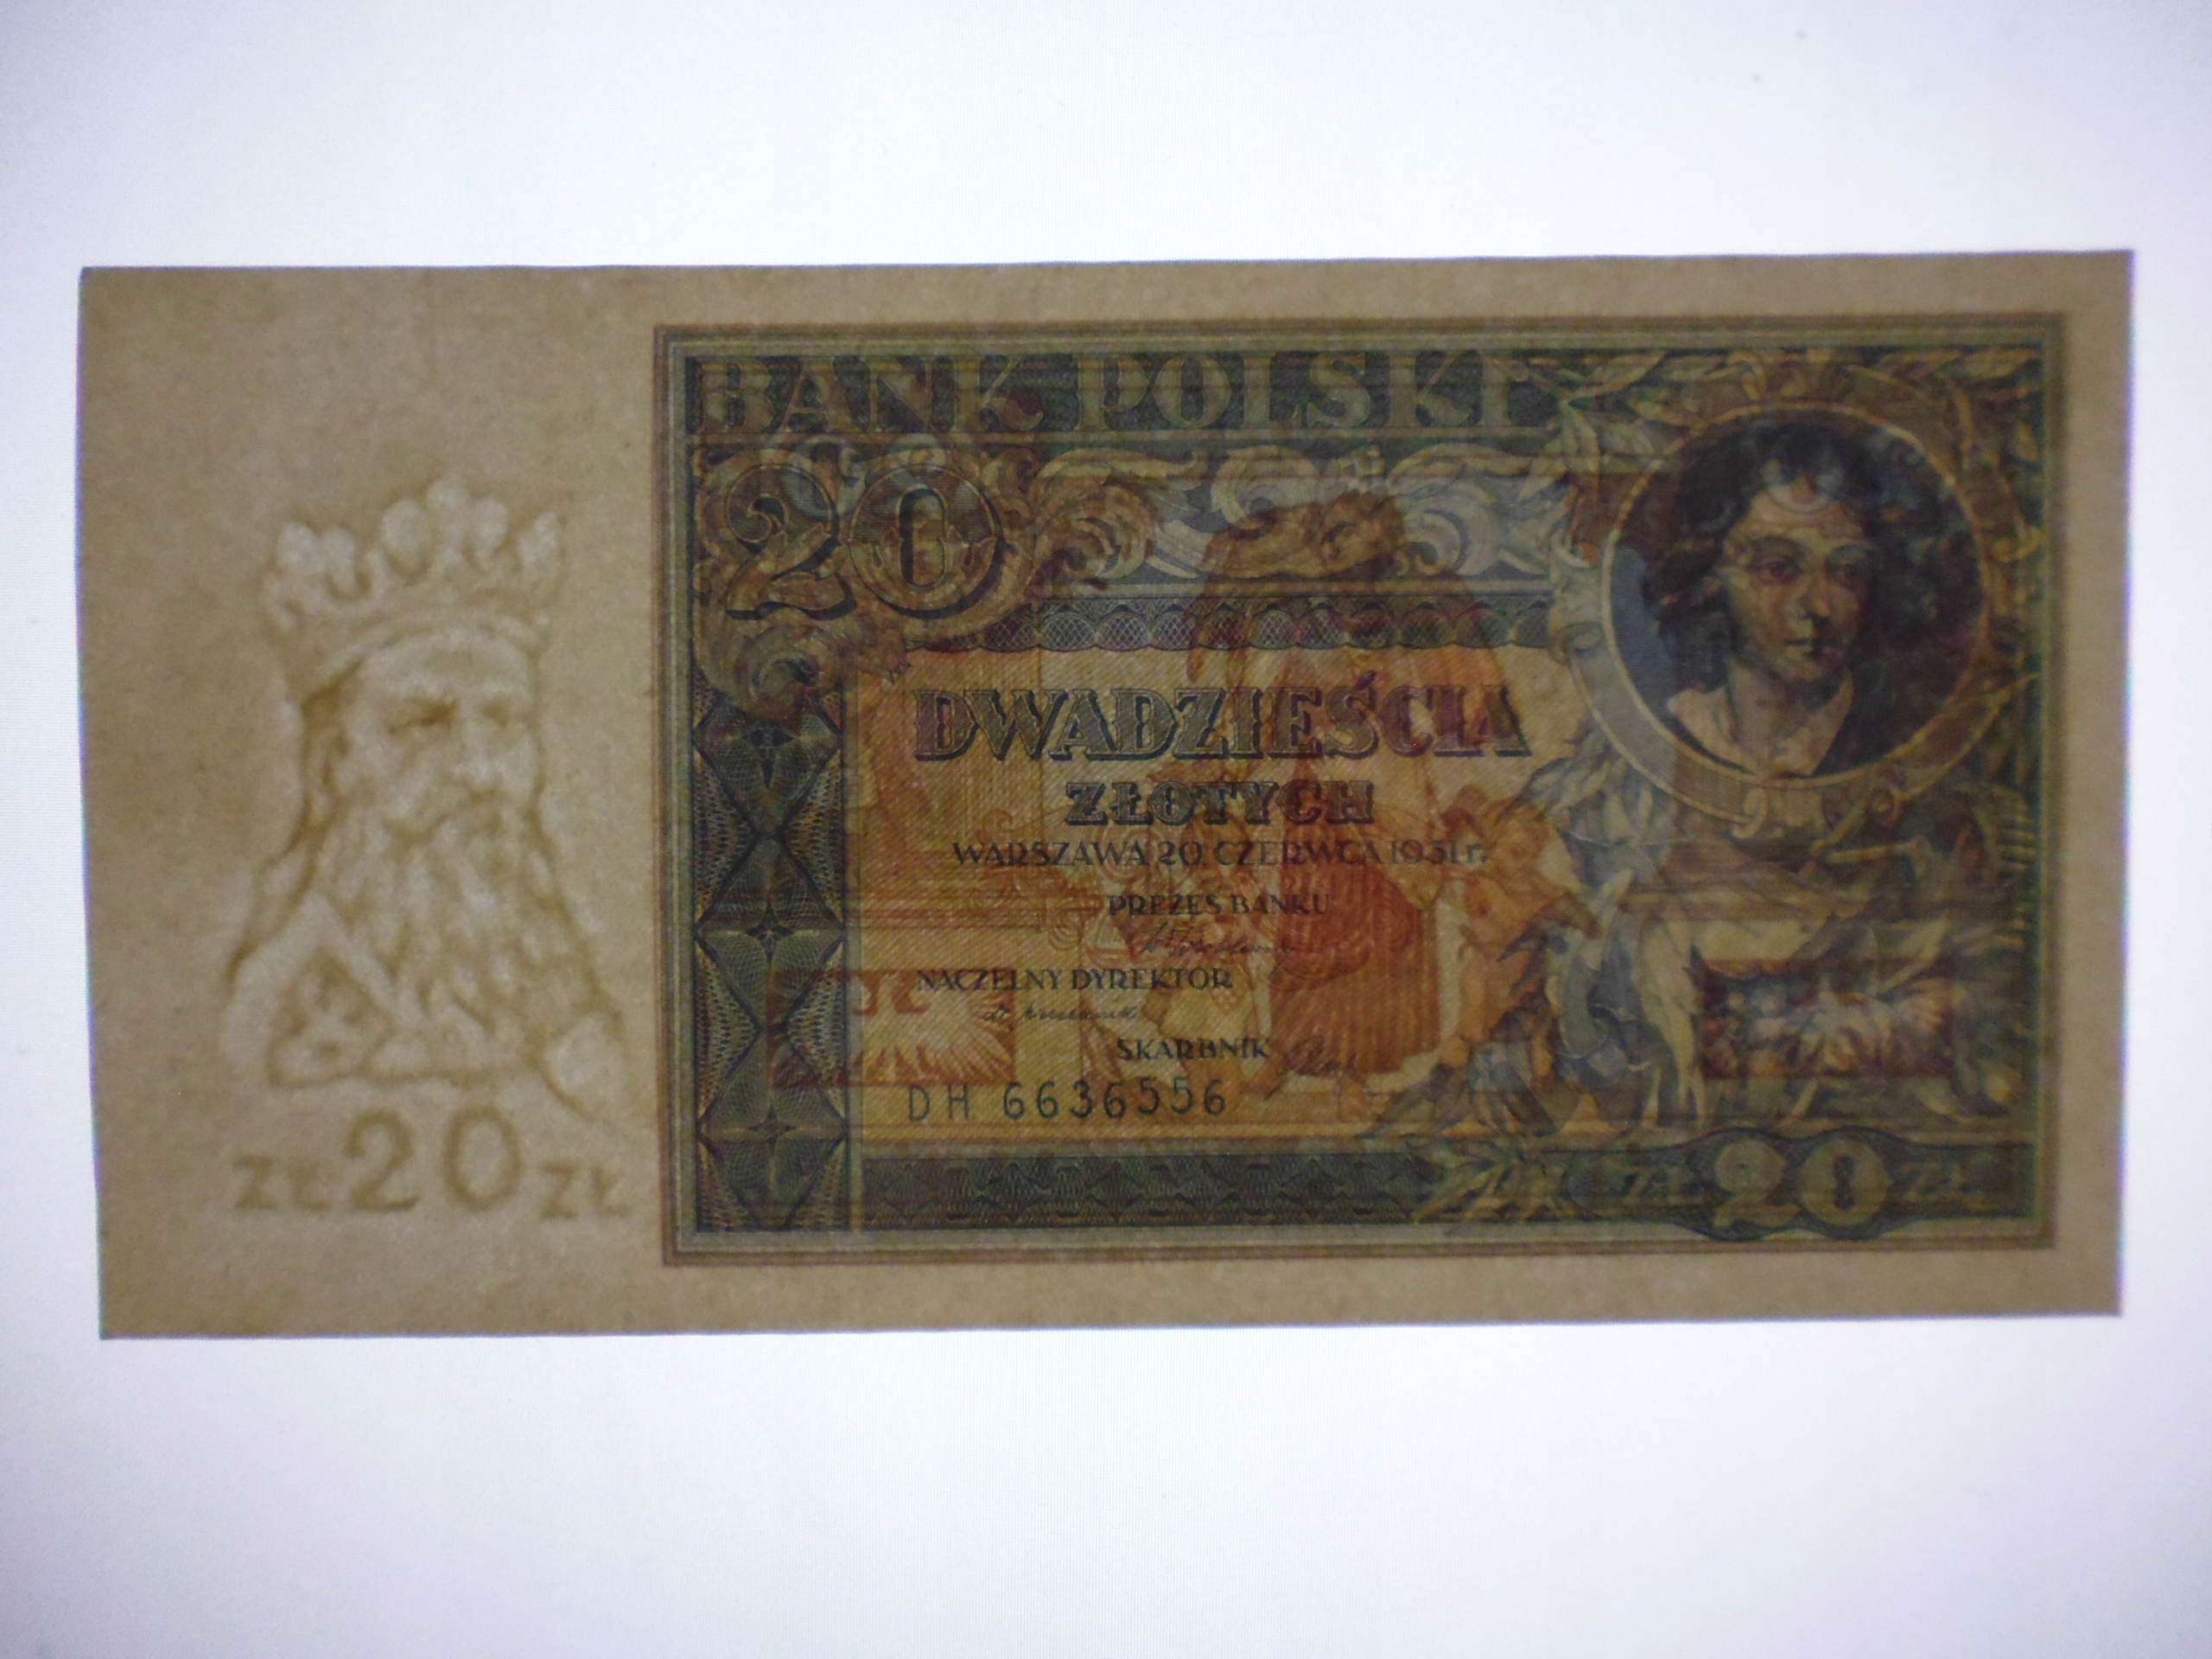 BANK POLSKI
20
DWADZIEŚCIA
ZŁOTYCH
WARSZAWA 20 CZERWCA 1931 r.
PREZES BANKU
NACZELNY DYREKTOR
SKARBNIK
DH 6636556
ZŁ 20 ZŁ
ZŁ 20 ZŁ